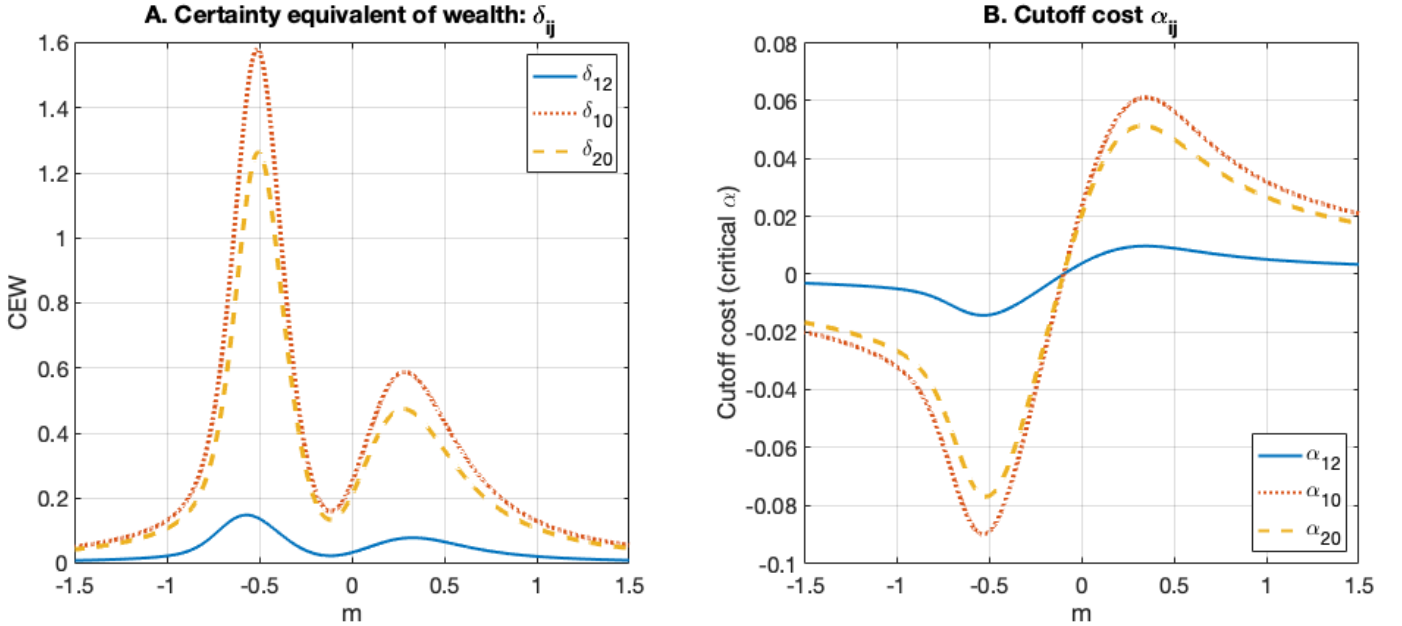 A. Certainty equivalent of wealth: δij
1.6
1.4
1.2
1
0.8
0.6
0.4
0.2
0
CEW
-1.5
-1
-0.5
0
0.5
1
1.5
m
δ12
δ10
δ20
B. Cutoff cost αij
0.08
0.06
0.04
0.02
0
-0.02
-0.04
-0.06
-0.08
-0.1
Cutoff cost (critical α)
-1.5
-1
-0.5
0
0.5
1
1.5
m
α12
α10
α20